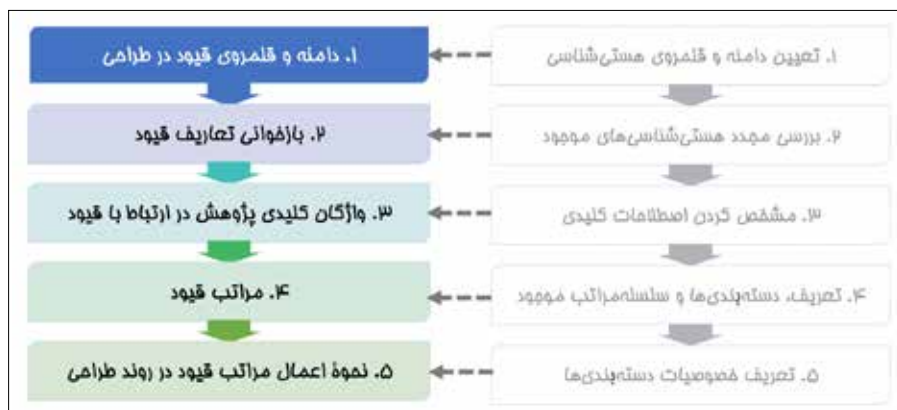 ۱. تعیین دامنه و قلمروی هستی‌شناسی
۱. دامنه و قلمروی قیود در طراحی
۲. بررسی مجدد هستی‌شناسی‌های موجود
۲. بازخوانی تعاریف قیود
۳. مشخص کردن اصطلاحات کلیدی
۳. واژگان کلیدی پژوهش در ارتباط با قیود
۴. تعریف، دسته‌بندی‌ها و سلسله‌مراتب موجود
۴. مراتب قیود
۵. تعریف خصوصیات دسته‌بندی‌ها
۵. نحوۀ اعمال مراتب قیود در روند طراحی